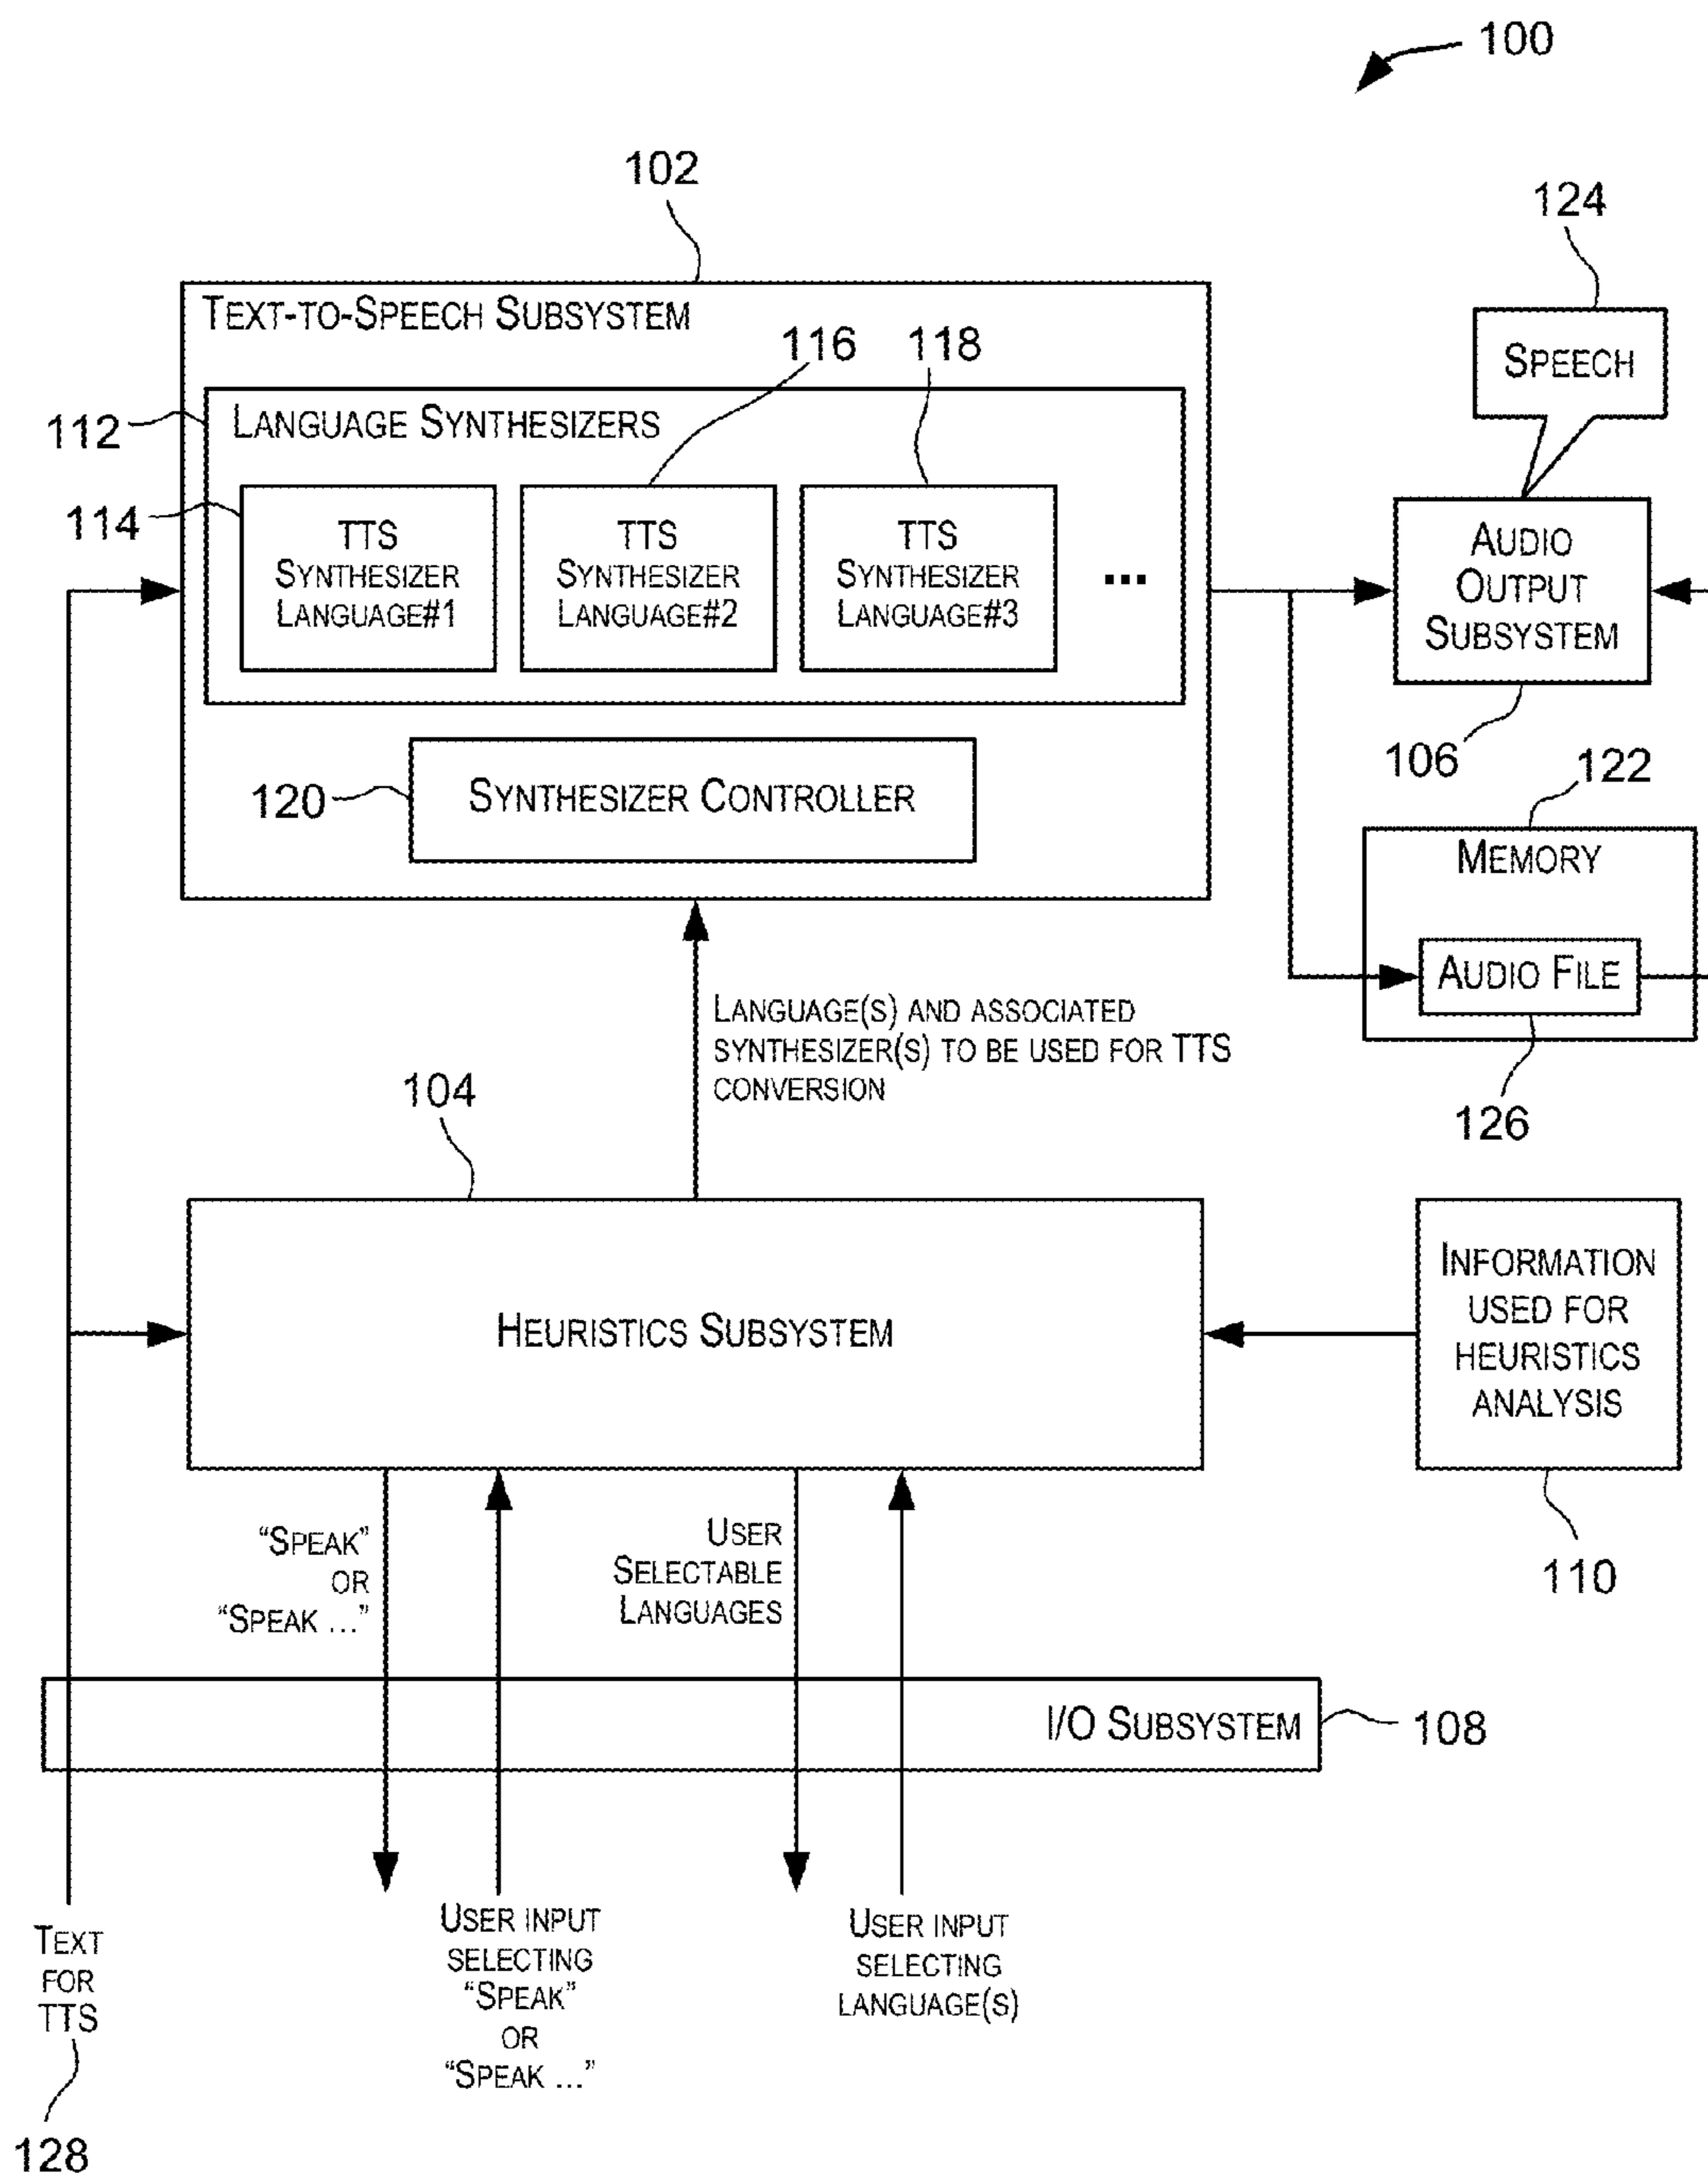 100
102
124
TEXT-TO-SPEECH SUBSYSTEM
116
118
SPEECH
112
LANGUAGE SYNTHESIZERS
114
TTS
SYNTHESIZER
LANGUAGE#1
TTS
SYNTHESIZER
LANGUAGE#2
TTS
SYNTHESIZER
LANGUAGE#3
...
AUDIO
OUTPUT
SUBSYSTEM
106
120
SYNTHESIZER CONTROLLER
122
MEMORY
AUDIO FILE
126
LANGUAGE(S) AND ASSOCIATED
SYNTHESIZER(S) TO BE USED FOR TTS
CONVERSION
104
HEURISTICS SUBSYSTEM
INFORMATION
USED FOR
HEURISTICS
ANALYSIS
110
“SPEAK”
OR
“SPEAK ...”
USER
SELECTABLE
LANGUAGES
I/O SUBSYSTEM
108
TEXT
FOR
TTS
128
USER INPUT
SELECTING
“SPEAK”
OR
“SPEAK ...”
USER INPUT
SELECTING
LANGUAGE(S)